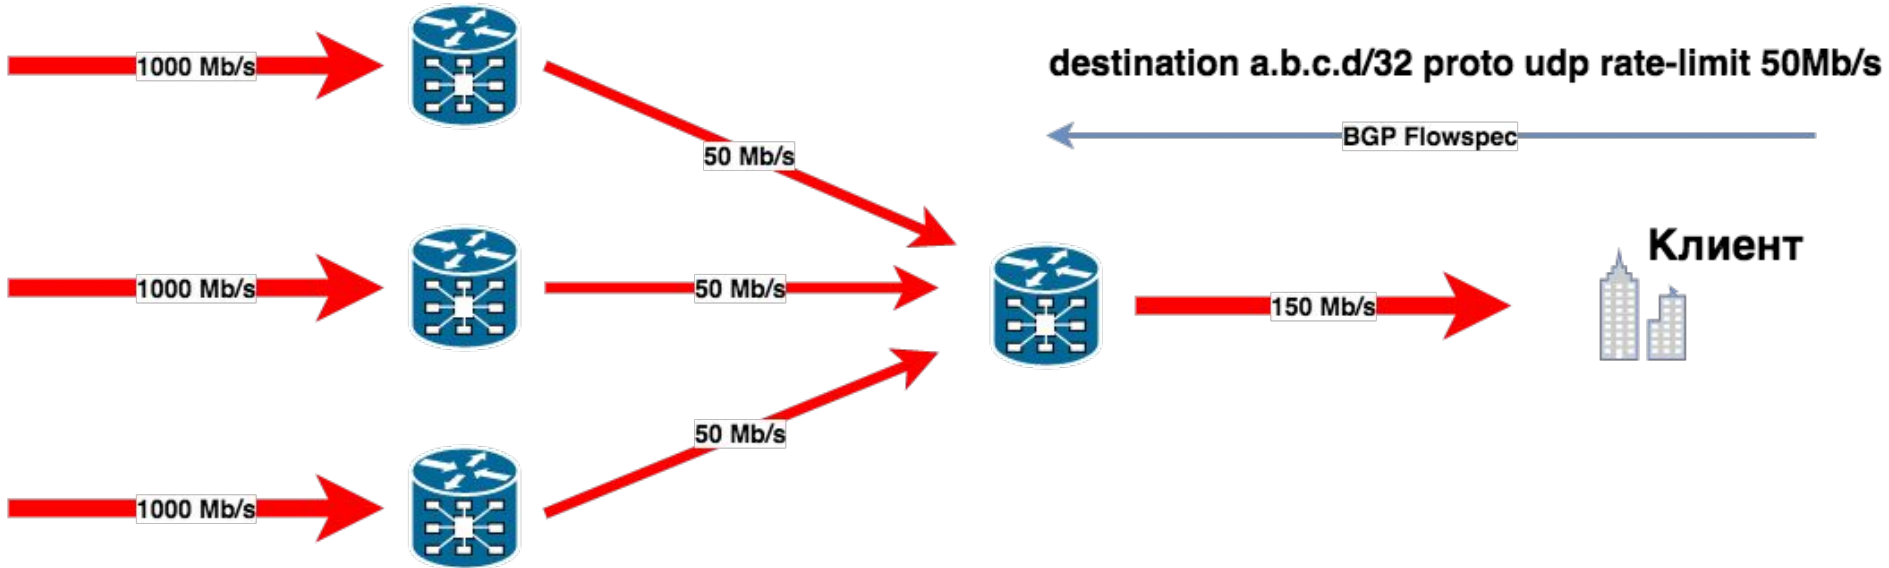 1000 Mb/s
destination a.b.c.d/32 proto udp rate-limit 50Mb/s
BGP Flowspec
50 Mb/s
Клиент
1000 Mb/s
50 Mb/s
150 Mb/s
50 Mb/s
1000 Mb/s